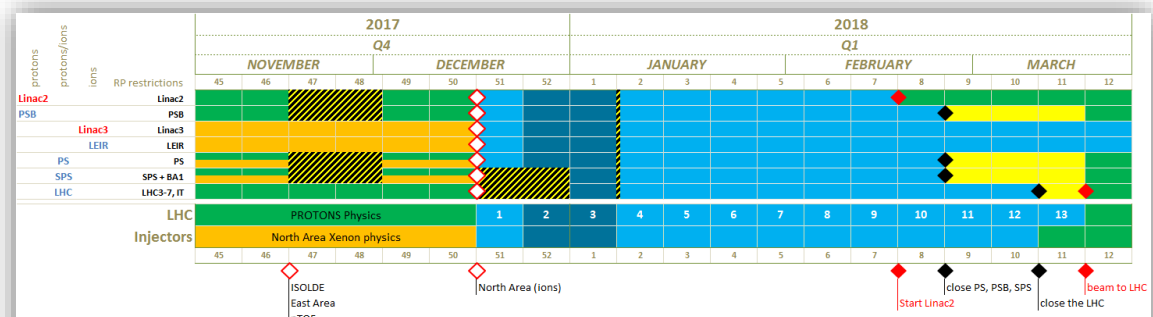 2017 2018
Q4 Q1
NOVEMBER DECEMBER JANUARY FEBRUARY MARCH
protons protons/ions ions RP restrictions 45 46 47 48 49 50 51 52 1 2 3 4 5 6 7 8 9 10 11 12
Linac2 Linac2
PSB PSB
Linac3 Linac3
LEIR LEIR
PS PS
SPS SPS + BA1
LHC LHC3-7, IT
LHC PROTONS Physics 1 2 3 4 5 6 7 8 9 10 11 12 13
Injectors North Area Xenon physics
45 46 47 48 49 50 51 52 1 2 3 4 5 6 7 8 9 10 11 12
ISOLDE North Area (ions) close PS, PSB, SPS beam to LHC
East Area Start Linac2 close the LHC